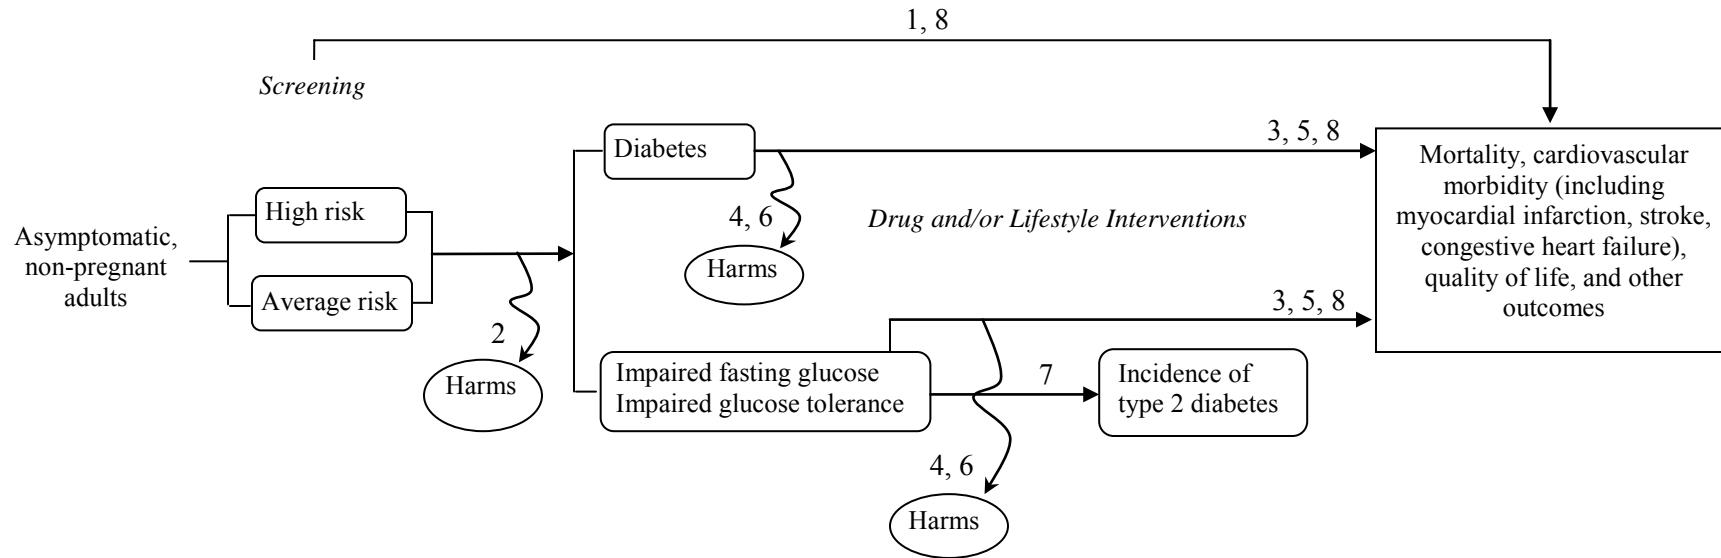 1, 8
Screening
Diabetes
3, 5, 8
Mortality, cardiovascular
morbidity (including
myocardial infarction, stroke,
congestive heart failure),
quality of life, and other
outcomes
High risk
4, 6
Drug and/or Lifestyle Interventions
Asymptomatic,
non-pregnant
adults
Harms
Average risk
3, 5, 8
2
Harms
Impaired fasting glucose
Impaired glucose tolerance
7
Incidence of
type 2 diabetes
4, 6
Harms